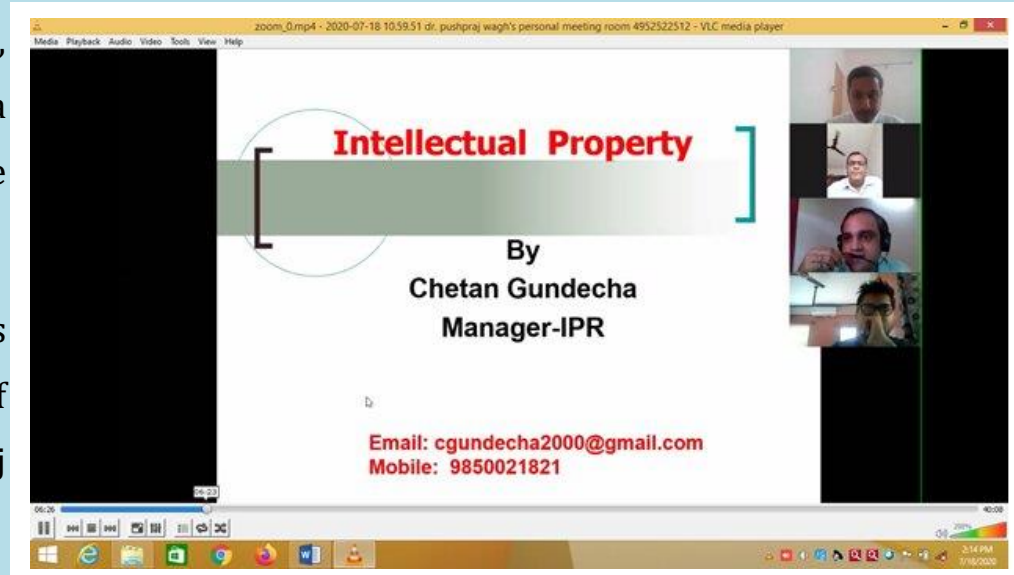 zoom_0.mp4 - 2020-07-18 10.59.51 dr. pushpraj wagh's personal meeting room 4952522512 - VLC media player
Media Playback Audio Video Tools View Help
Intellectual Property
By
Chetan Gundecha
Manager-IPR
Email: cgundecha2000@gmail.com
Mobile: 9850021821
06:23
06:26
40:08
200%
2:14 PM
7/18/2020